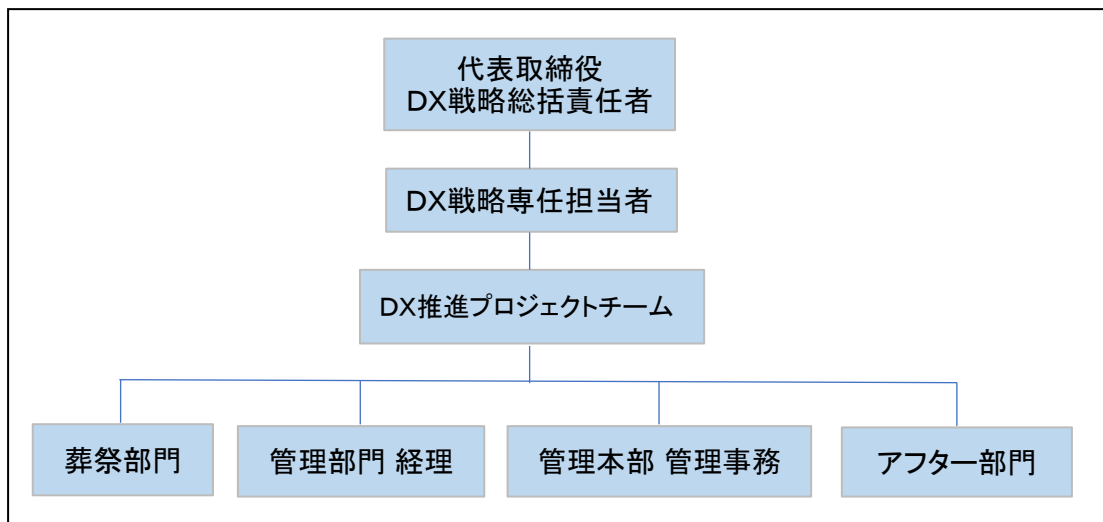 代表取締役
DX戦略総括責任者
DX戦略専任担当者
DX推進プロジェクトチーム
葬祭部門
管理部門 経理
管理本部 管理事務
アフター部門